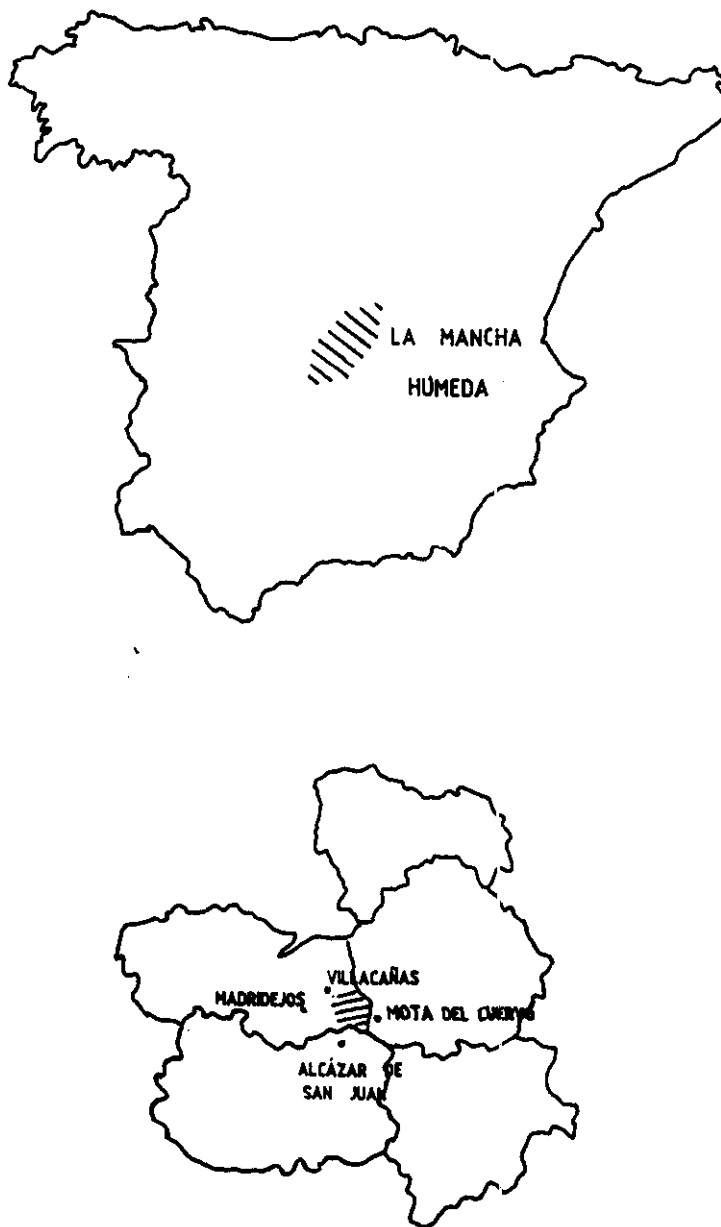 LA MANCHA
HÚMEDA
VILLACAÑAS
MADRIDEJOS
MOTA DEL CUERVO
ALCÁZAR DE
SAN JUAN